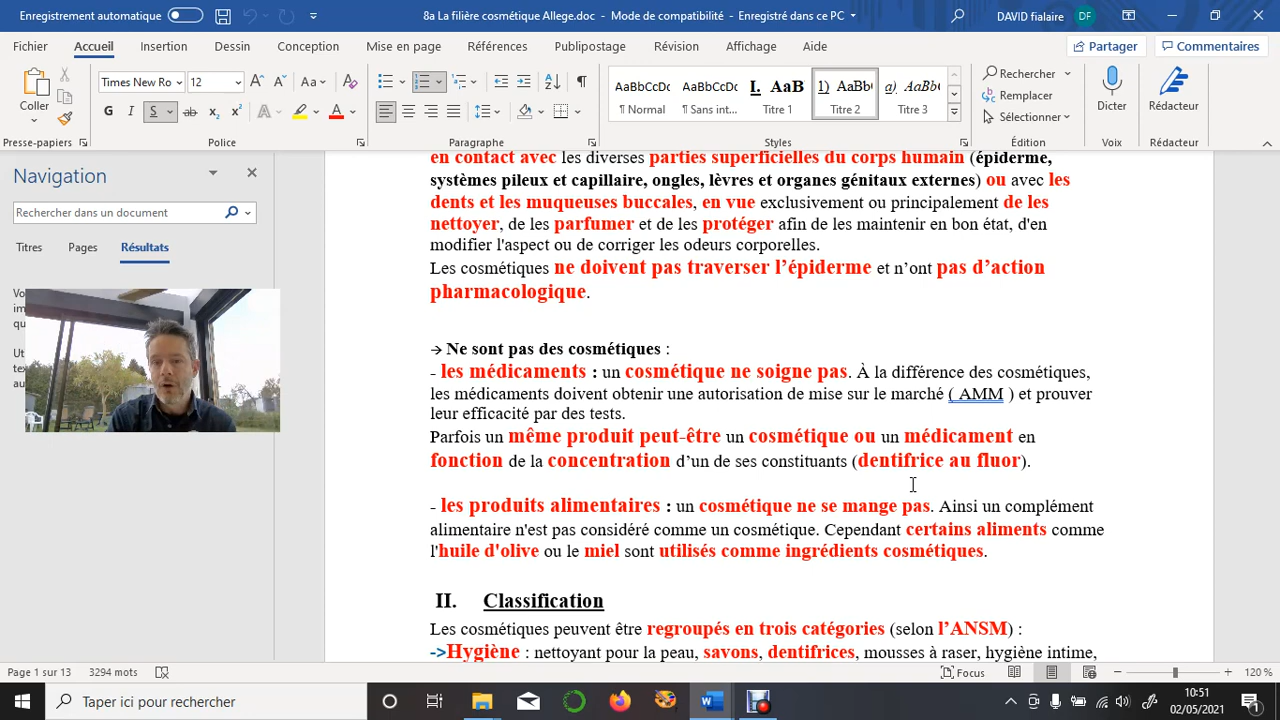 Enregistrement automatique
8a La filière cosmétique Allege.doc - Mode de compatibilité - Enregistré dans ce PC
DAVID fialaire
DF
Fichier Accueil Insertion Dessin Conception Mise en page Références Publipostage Révision Affichage Aide
Partager
Commentaires
Coller
Times New Ro 12
AaBbCcDc AaBbCcDc I. AaB 1) AaBb a) AaBb
¶ Normal ¶ Sans int... Titre 1 ¶ Titre 2 ¶ Titre 3
Rechercher
Remplacer
Sélectionner
Dicter
Rédacteur
Presse-papiers Police Paragraphe Styles Édition Voix Rédacteur
Navigation
Rechercher dans un document
Titres Pages Résultats
en contact avec les diverses parties superficielles du corps humain (épiderme,
systèmes pileux et capillaire, ongles, lèvres et organes génitaux externes) ou avec les
dents et les muqueuses buccales, en vue exclusivement ou principalement de les
nettoyer, de les parfumer et de les protéger afin de les maintenir en bon état, d'en
modifier l'aspect ou de corriger les odeurs corporelles.
Les cosmétiques ne doivent pas traverser l’épiderme et n’ont pas d’action
pharmacologique.
→ Ne sont pas des cosmétiques :
- les médicaments : un cosmétique ne soigne pas. À la différence des cosmétiques,
les médicaments doivent obtenir une autorisation de mise sur le marché ( AMM ) et prouver
leur efficacité par des tests.
Parfois un même produit peut-être un cosmétique ou un médicament en
fonction de la concentration d’un de ses constituants (dentifrice au fluor).
- les produits alimentaires : un cosmétique ne se mange pas. Ainsi un complément
alimentaire n'est pas considéré comme un cosmétique. Cependant certains aliments comme
l'huile d'olive ou le miel sont utilisés comme ingrédients cosmétiques.
II. Classification
Les cosmétiques peuvent être regroupés en trois catégories (selon l’ANSM) :
->Hygiène : nettoyant pour la peau, savons, dentifrices, mousses à raser, hygiène intime,
Page 1 sur 13 3294 mots
Focus
120 %
Taper ici pour rechercher
10:51
02/05/2021